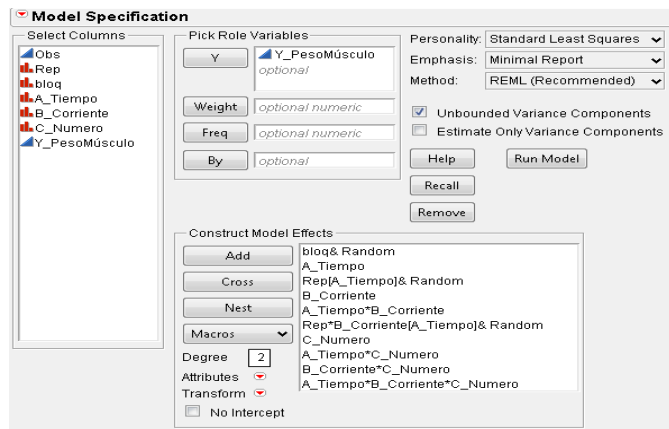 Model Specification
Select Columns
Obs
Rep
bloq
A_Tiempo
B_Corriente
C_Numero
Y_PesoMúsculo
Pick Role Variables
Y
Y_PesoMúsculo
optional
Weight
optional numeric
Freq
optional numeric
By
optional
Personality: Standard Least Squares
Emphasis: Minimal Report
Method: REML (Recommended)
Unbounded Variance Components
Estimate Only Variance Components
Help
Run Model
Recall
Remove
Construct Model Effects
Add
Cross
Nest
Macros
Degree 2
Attributes
Transform
No Intercept
bloq& Random
A_Tiempo
Rep[A_Tiempo]& Random
B_Corriente
A_Tiempo*B_Corriente
Rep*B_Corriente[A_Tiempo]& Random
C_Numero
A_Tiempo*C_Numero
B_Corriente*C_Numero
A_Tiempo*B_Corriente*C_Numero